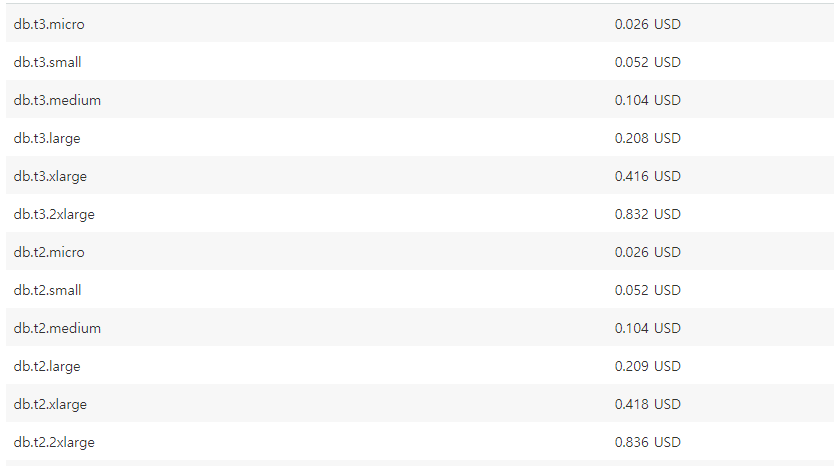 db.t3.micro 0.026 USD
db.t3.small 0.052 USD
db.t3.medium 0.104 USD
db.t3.large 0.208 USD
db.t3.xlarge 0.416 USD
db.t3.2xlarge 0.832 USD
db.t2.micro 0.026 USD
db.t2.small 0.052 USD
db.t2.medium 0.104 USD
db.t2.large 0.209 USD
db.t2.xlarge 0.418 USD
db.t2.2xlarge 0.836 USD